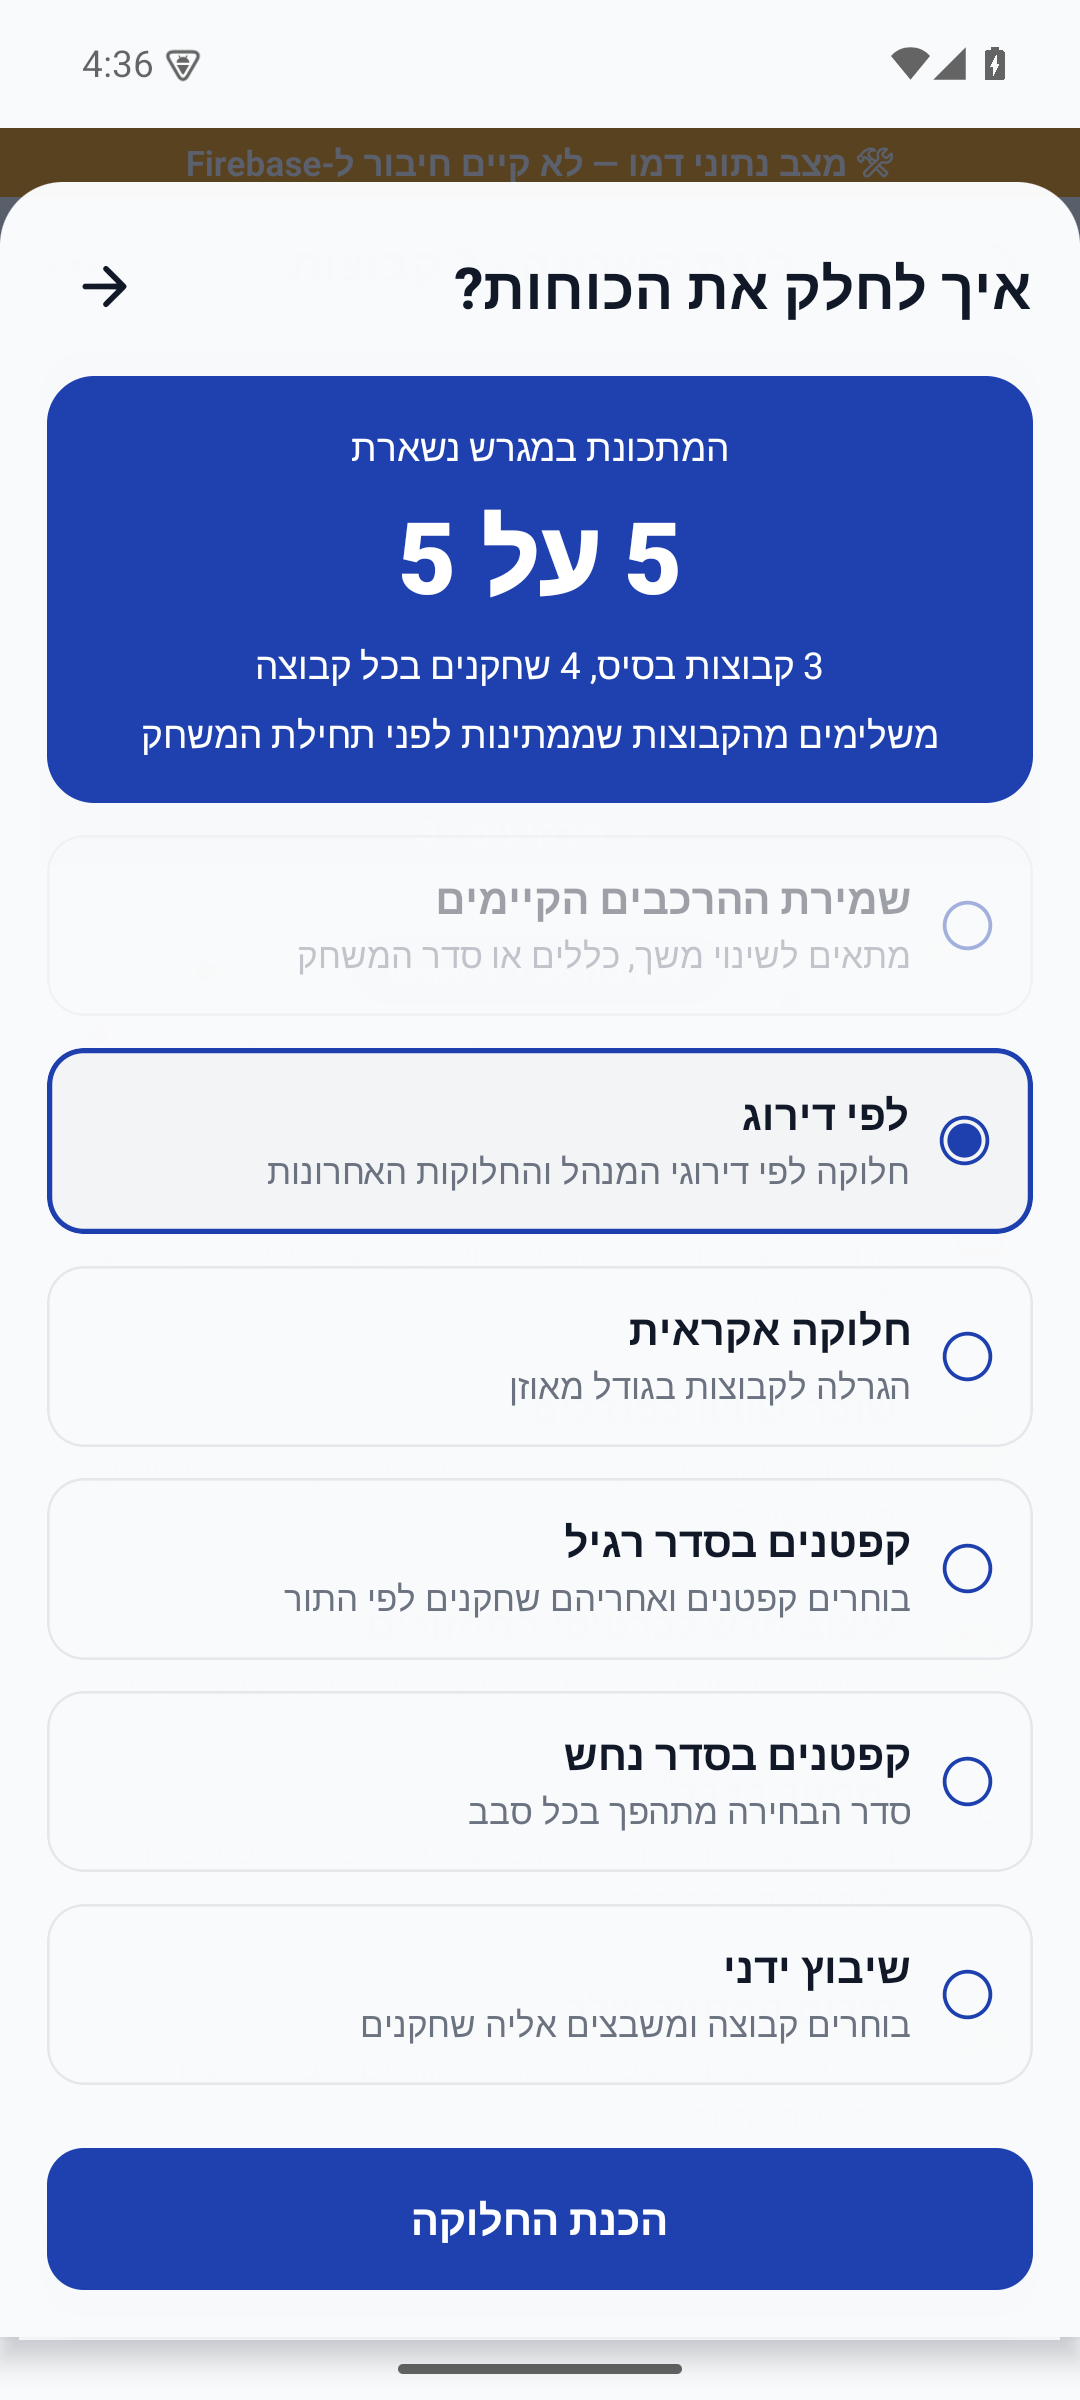 4:36
🛠 מצב נתוני דמו – לא קיים חיבור ל-Firebase
איך לחלק את הכוחות?
המתכונת במגרש נשארת
5 על 5
3 קבוצות בסיס, 4 שחקנים בכל קבוצה
משלימים מהקבוצות שממתינות לפני תחילת המשחק
שמירת ההרכבים הקיימים
מתאים לשינוי משך, כללים או סדר המשחק
לפי דירוג
חלוקה לפי דירוגי המנהל והחלוקות האחרונות
חלוקה אקראית
הגרלה לקבוצות בגודל מאוזן
קפטנים בסדר רגיל
בוחרים קפטנים ואחריהם שחקנים לפי התור
קפטנים בסדר נחש
סדר הבחירה מתהפך בכל סבב
שיבוץ ידני
בוחרים קבוצה ומשבצים אליה שחקנים
הכנת החלוקה